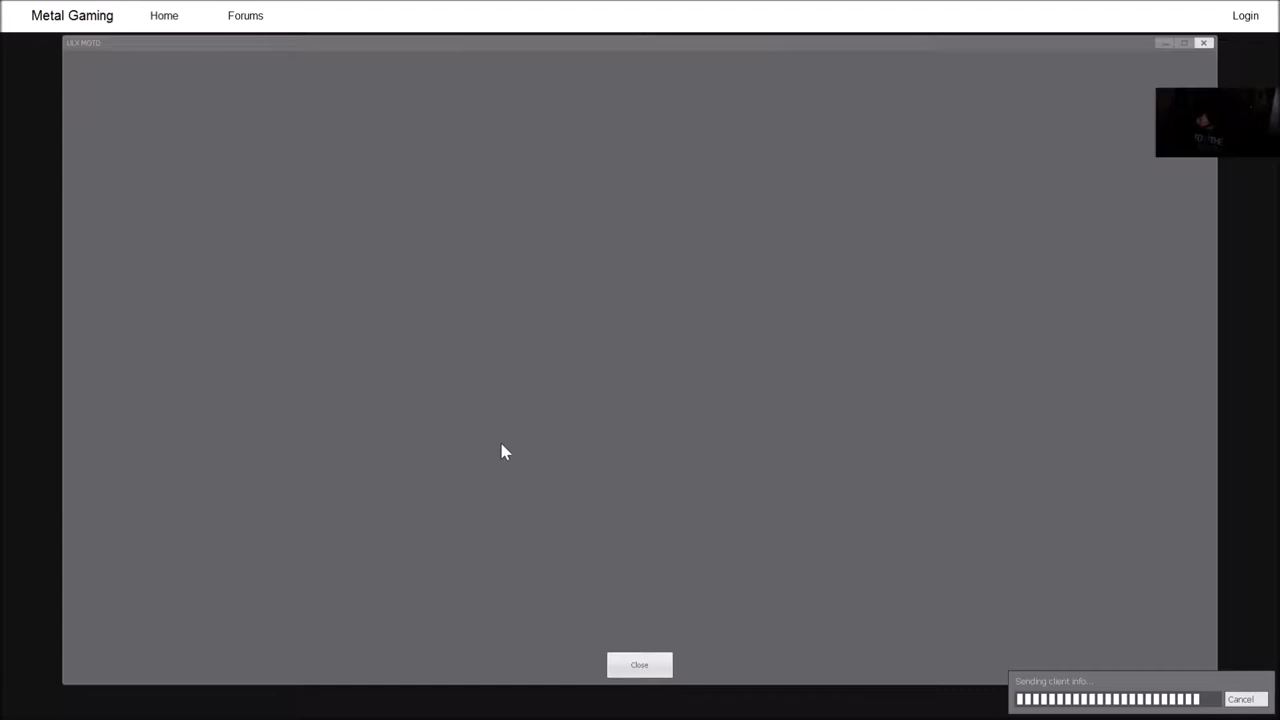 Metal Gaming Home Forums Login
ULX MOTD
Close
Sending client info...
Cancel